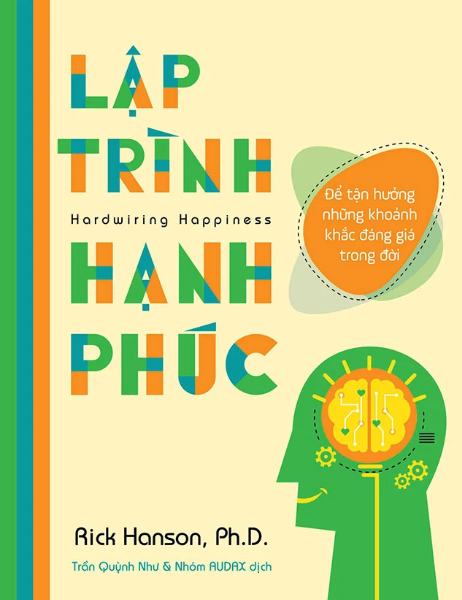 LẬP
TRÌNH
Hardwiring Happiness
HẠNH
PHÚC
Để tận hưởng
những khoảnh
khắc đáng giá
trong đời
Rick Hanson, Ph.D.
Trần Quỳnh Như & Nhóm AUDAX dịch